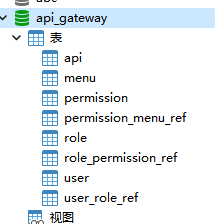 api_gateway
表
api
menu
permission
permission_menu_ref
role
role_permission_ref
user
user_role_ref
视图